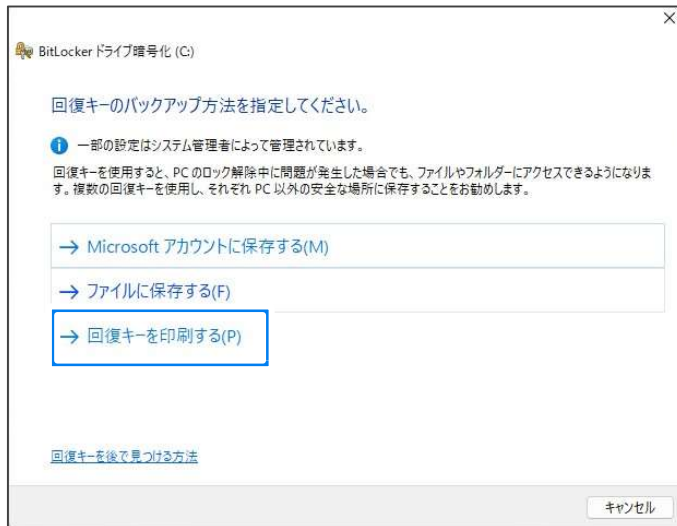 BitLocker ドライブ暗号化 (C:)
回復キーのバックアップ方法を指定してください。
一部の設定はシステム管理者によって管理されています。
回復キーを使用すると、PC のロック解除中に問題が発生した場合でも、ファイルやフォルダーにアクセスできるようになりま
す。複数の回復キーを使用し、それぞれ PC 以外の安全な場所に保存することをお勧めします。
→ Microsoft アカウントに保存する(M)
→ ファイルに保存する(F)
→ 回復キーを印刷する(P)
回復キーを後で見つける方法
キャンセル